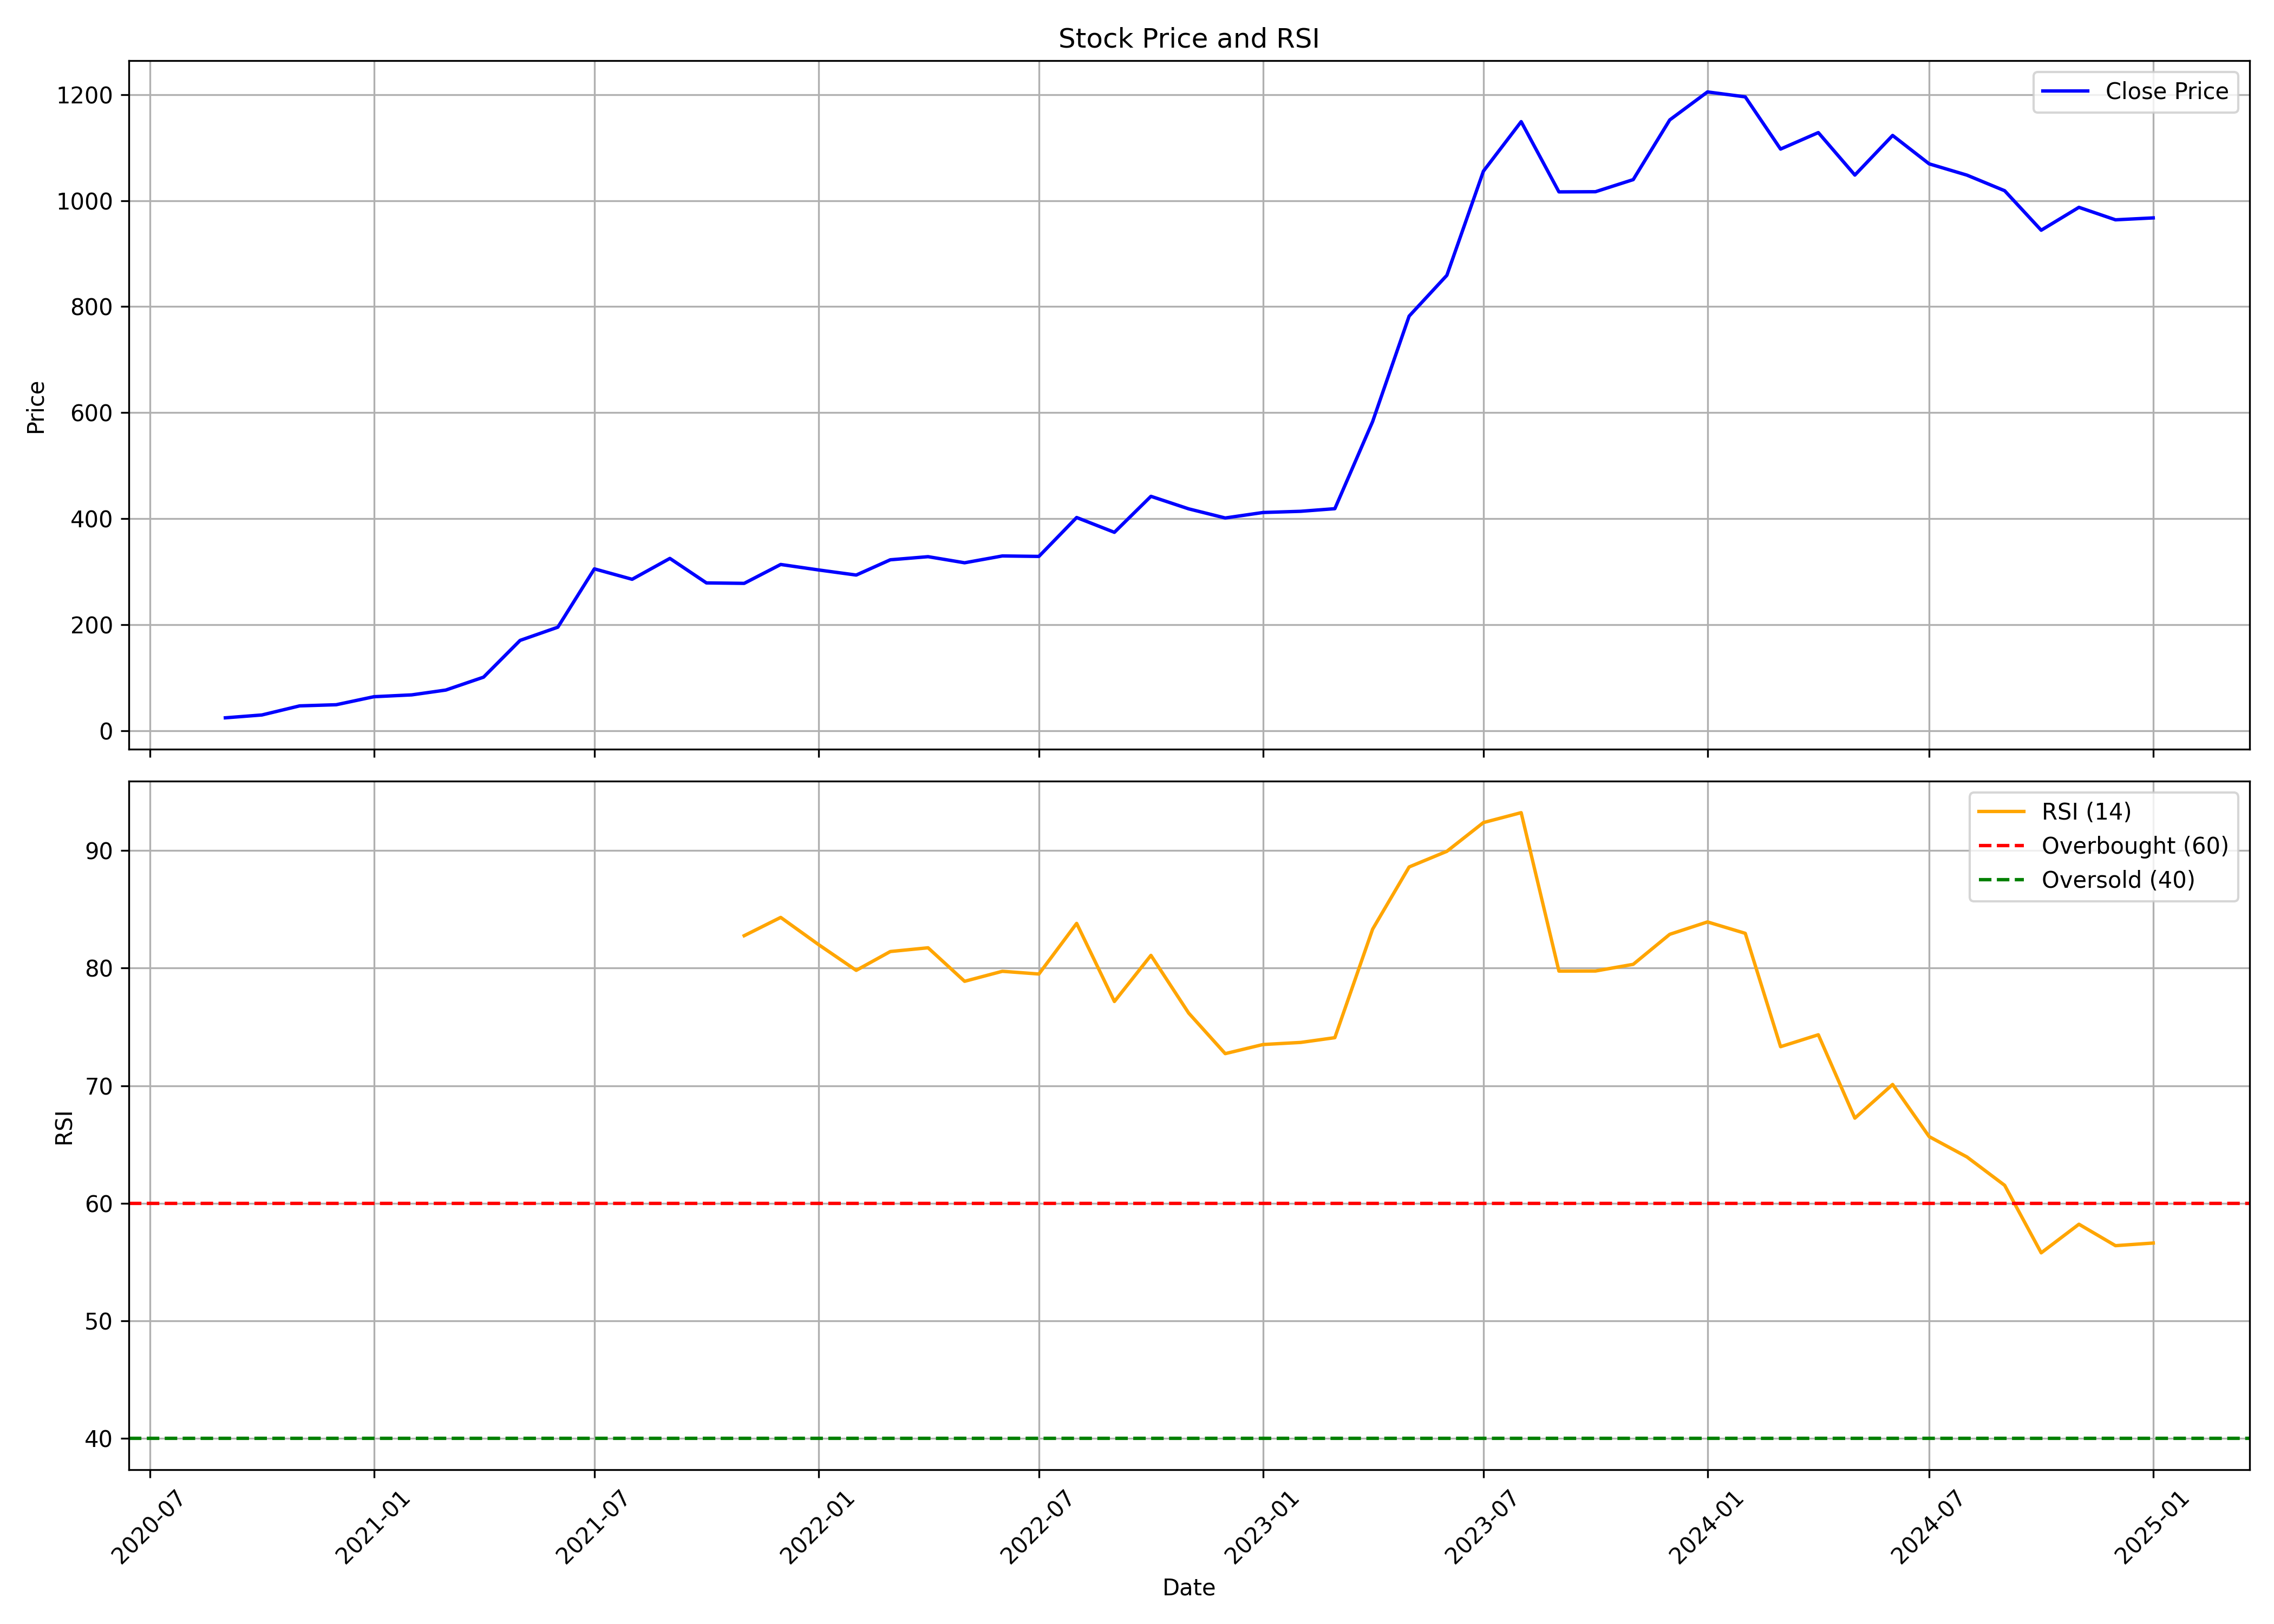 Stock Price and RSI
Close Price
1200
1000
800
600
400
200
0
Price
RSI (14)
Overbought (60)
Oversold (40)
90
80
70
60
50
40
RSI
2020-07
2021-01
2021-07
2022-01
2022-07
2023-01
2023-07
2024-01
2024-07
2025-01
Date